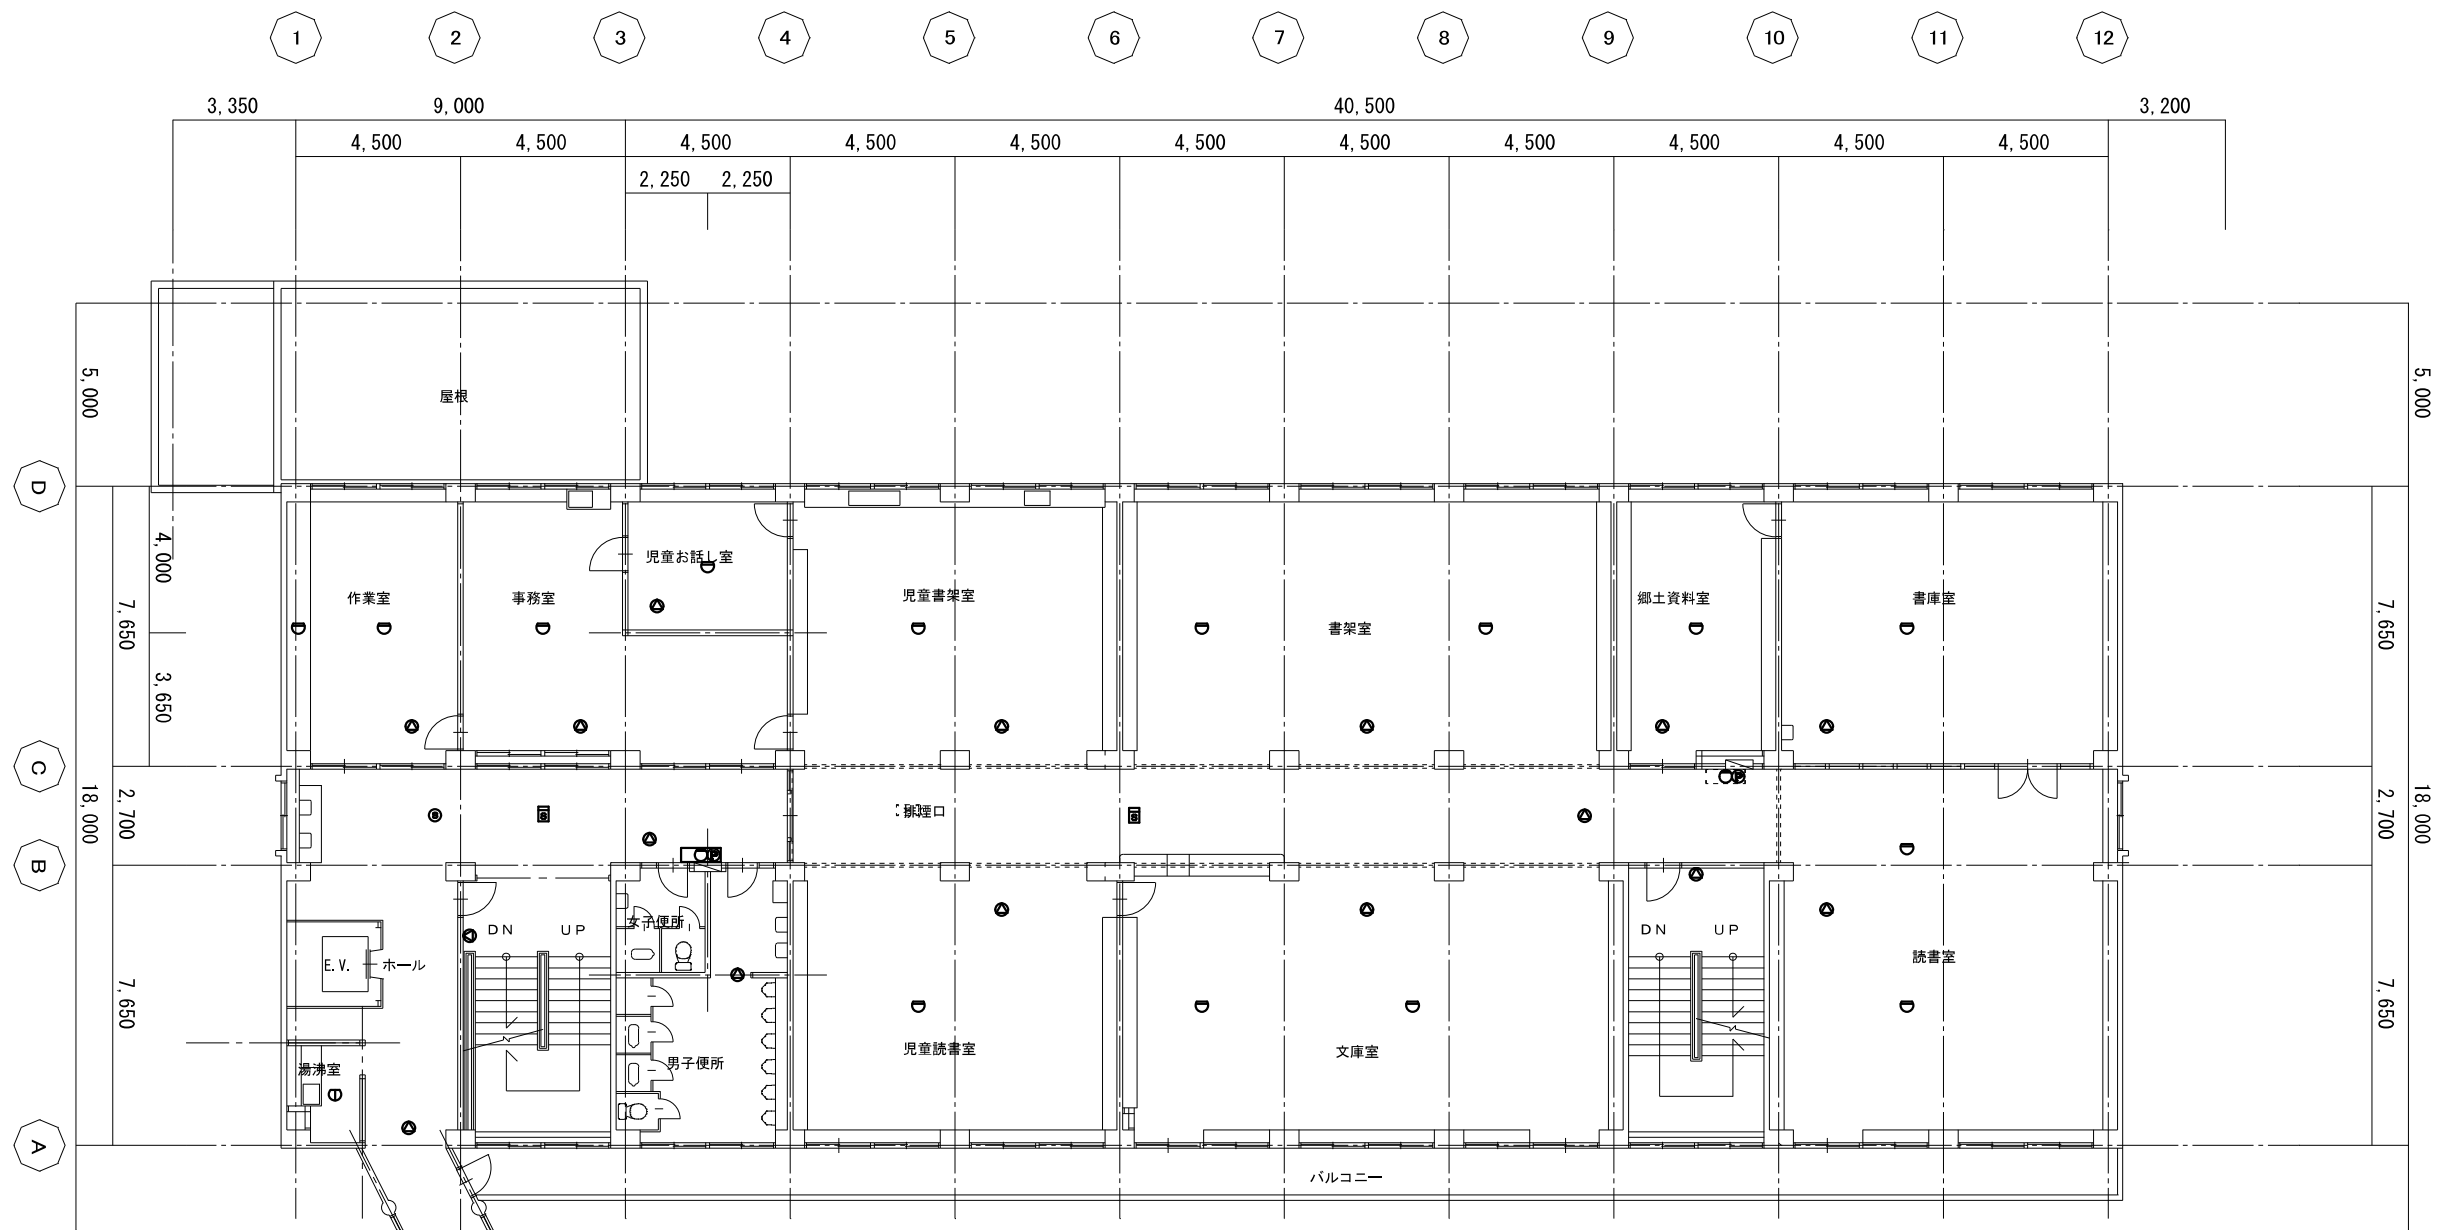 1 2 3 4 5 6 7 8 9 10 11 12
3,350 9,000 40,500 3,200
4,500 4,500 4,500 4,500 4,500 4,500 4,500 4,500 4,500 4,500 4,500
2,250 2,250
5,000 5,000
屋根
D
4,000
児童お話し室
作業室 事務室 児童書架室 郷土資料室 書庫室
7,650 書架室 7,650
3,650
C
18,000 2,700 排煙口 2,700 18,000
B
女子便所
DN UP DN UP
読書室
E.V. ホール
7,650 7,650
児童読書室 文庫室
湯沸室 男子便所
A
バルコニー